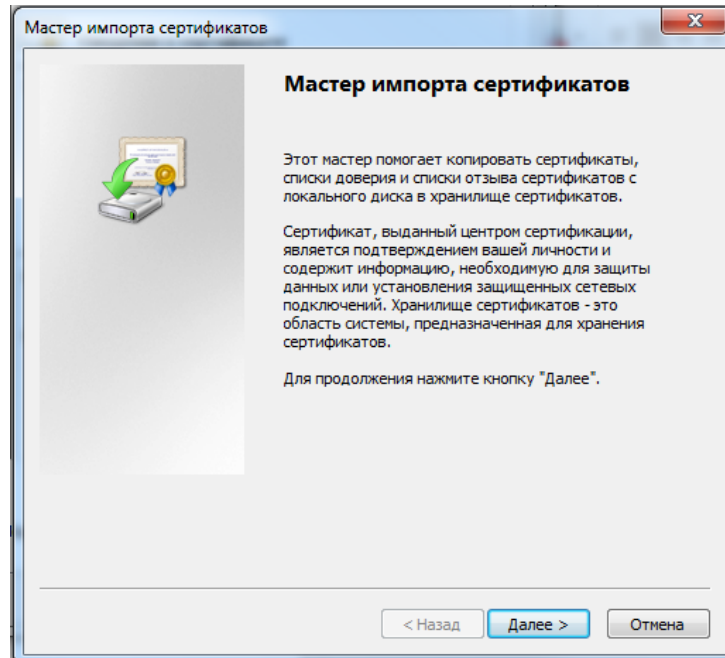 Мастер импорта сертификатов
Мастер импорта сертификатов
Этот мастер помогает копировать сертификаты,
списки доверия и списки отзыва сертификатов с
локального диска в хранилище сертификатов.
Сертификат, выданный центром сертификации,
является подтверждением вашей личности и
содержит информацию, необходимую для защиты
данных или установления защищенных сетевых
подключений. Хранилище сертификатов - это
область системы, предназначенная для хранения
сертификатов.
Для продолжения нажмите кнопку "Далее".
< Назад
Далее >
Отмена